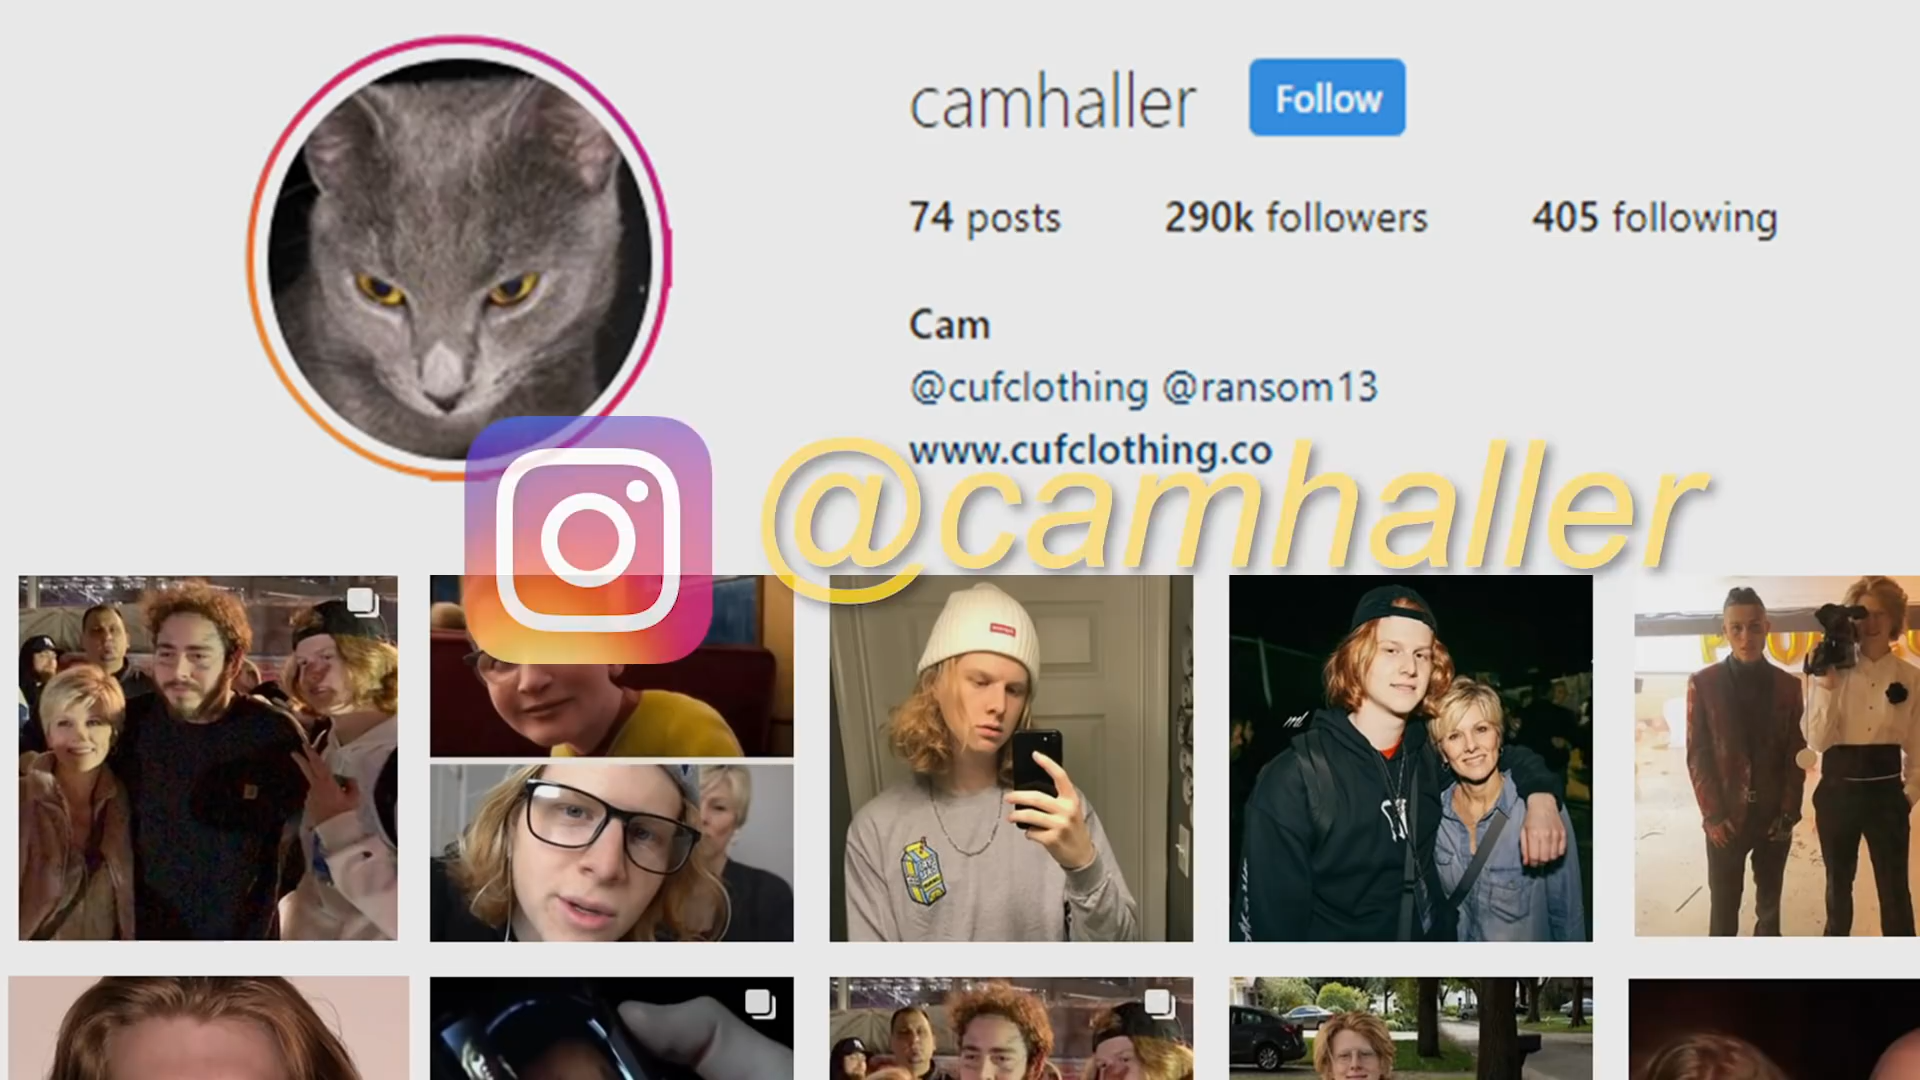 camhaller Follow
74 posts 290k followers 405 following
Cam
@cufclothing @ransom13
www.cufclothing.co
@camhaller